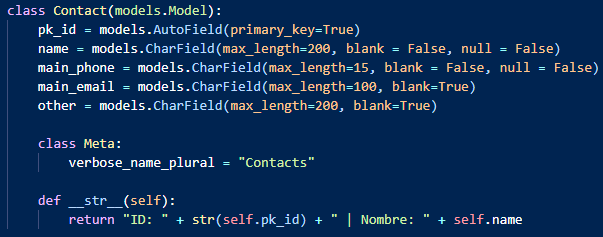 class Contact(models.Model):
    pk_id = models.AutoField(primary_key=True)
    name = models.CharField(max_length=200, blank = False, null = False)
    main_phone = models.CharField(max_length=15, blank = False, null = False)
    main_email = models.CharField(max_length=100, blank=True)
    other = models.CharField(max_length=200, blank=True)

    class Meta:
        verbose_name_plural = "Contacts"

    def __str__(self):
        return "ID: " + str(self.pk_id) + " | Nombre: " + self.name